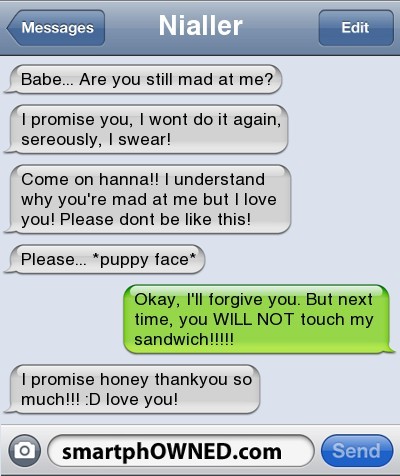 Messages
Nialler
Edit
Babe... Are you still mad at me?
I promise you, I wont do it again,
sereously, I swear!
Come on hanna!! I understand
why you're mad at me but I love
you! Please dont be like this!
Please... *puppy face*
Okay, I'll forgive you. But next
time, you WILL NOT touch my
sandwich!!!!!
I promise honey thankyou so
much!!! :D love you!
smartphOWNED.com
Send